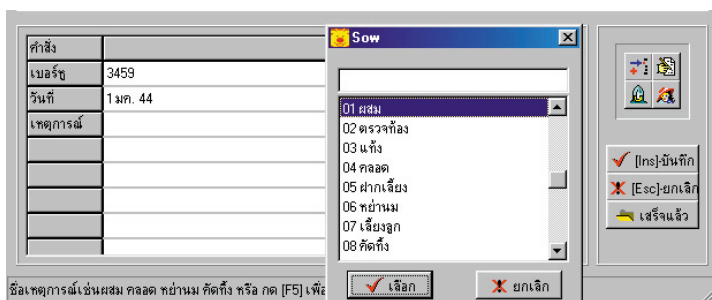 Sow
คำสั่ง
เบอร์หู 3459
วันที่ 1 มค. 44
เหตุการณ์
01 ผสม
02 ตรวจท้อง
03 แท้ง
04 คลอด
05 ฝากเลี้ยง
06 หย่านม
07 เลี้ยงลูก
08 คัดทิ้ง
เลือก
ยกเลิก
[Ins]-บันทึก
[Esc]-ยกเลิก
เสร็จแล้ว
ชื่อเหตุการณ์เช่นผสม คลอด หย่านม คัดทิ้ง หรือ กด [F5] เพื่อ